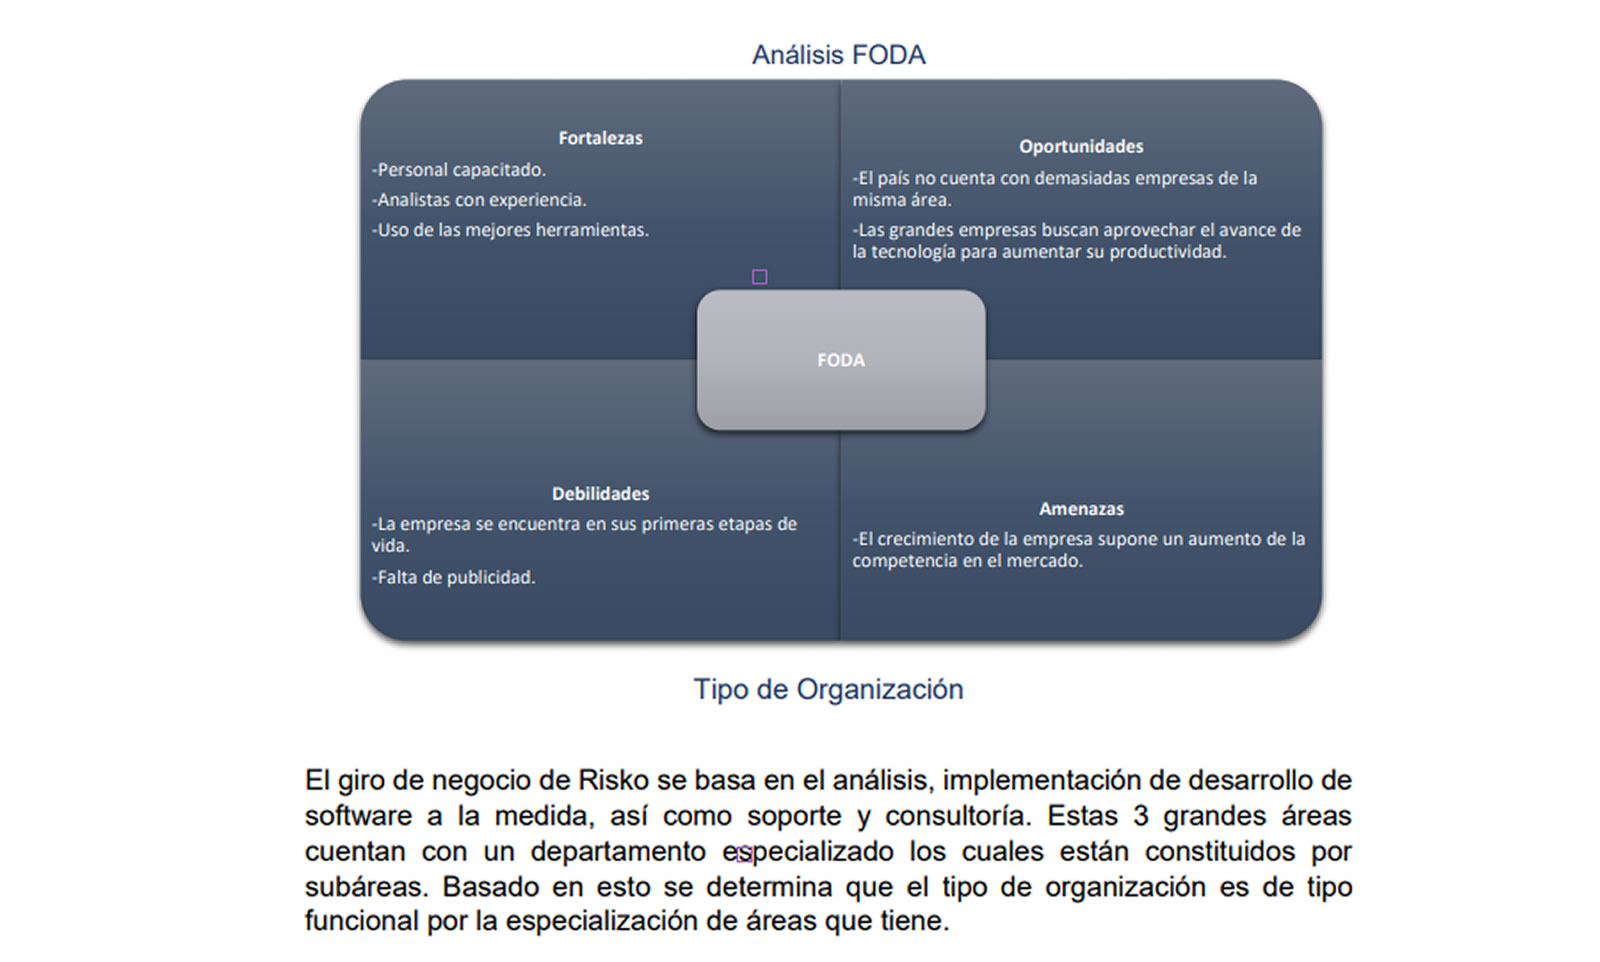 Análisis FODA
Fortalezas
-Personal capacitado.
-Analistas con experiencia.
-Uso de las mejores herramientas.
Oportunidades
-El país no cuenta con demasiadas empresas de la
misma área.
-Las grandes empresas buscan aprovechar el avance de
la tecnología para aumentar su productividad.
FODA
Debilidades
-La empresa se encuentra en sus primeras etapas de
vida.
-Falta de publicidad.
Amenazas
-El crecimiento de la empresa supone un aumento de la
competencia en el mercado.
Tipo de Organización
El giro de negocio de Risko se basa en el análisis, implementación de desarrollo de
software a la medida, así como soporte y consultoría. Estas 3 grandes áreas
cuentan con un departamento especializado los cuales están constituidos por
subáreas. Basado en esto se determina que el tipo de organización es de tipo
funcional por la especialización de áreas que tiene.